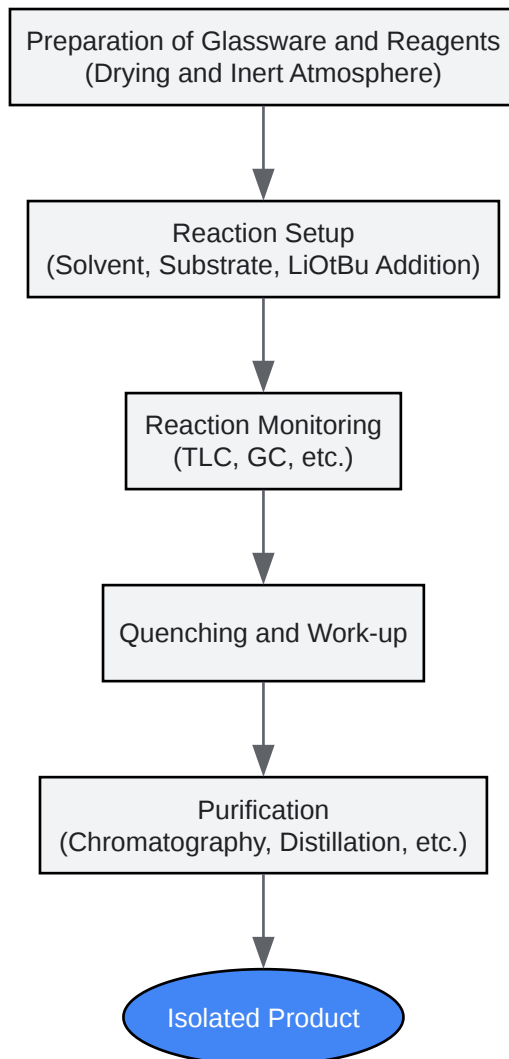 Preparation of Glassware and Reagents
(Drying and Inert Atmosphere)
Reaction Setup
(Solvent, Substrate, LiOtBu Addition)
Reaction Monitoring
(TLC, GC, etc.)
Quenching and Work-up
Purification
(Chromatography, Distillation, etc.)
Isolated Product